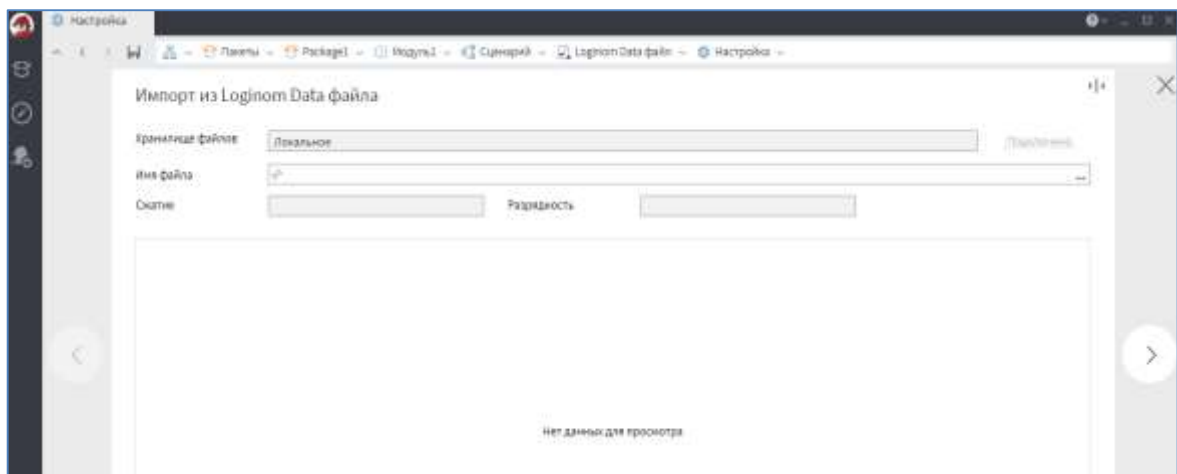 Настройка
Пакеты Package1 Модуль1 Сценарий Loginom Data файл Настройка
Импорт из Loginom Data файла
Хранилище файлов Локальное Подключено
Имя файла ...
Сжатие Разрядность
Нет данных для просмотра